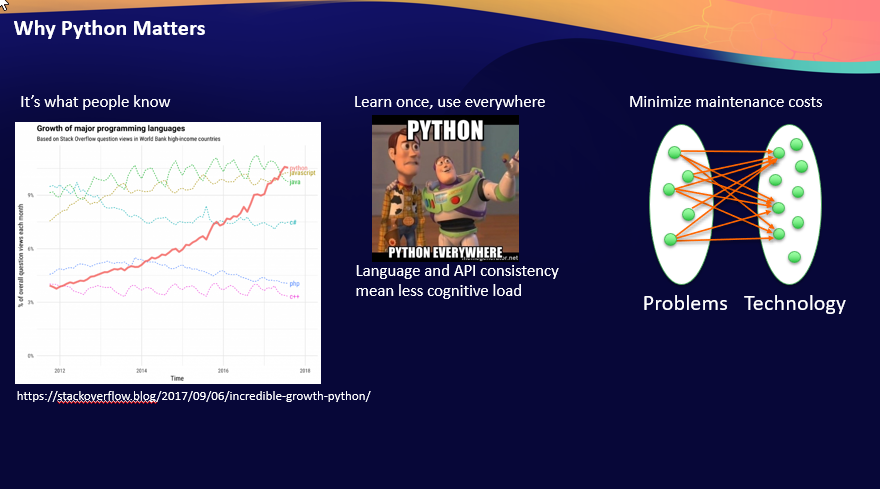 Why Python Matters
It's what people know
Growth of major programming languages
Based on Stack Overflow question views in World Bank high-income countries
python
javascript
java
c#
php
c++
9%
6%
3%
0%
% of overall question views each month
2012
2014
2016
2018
Time
https://stackoverflow.blog/2017/09/06/incredible-growth-python/
Learn once, use everywhere
PYTHON
PYTHON EVERYWHERE
Language and API consistency
mean less cognitive load
Minimize maintenance costs
Problems
Technology